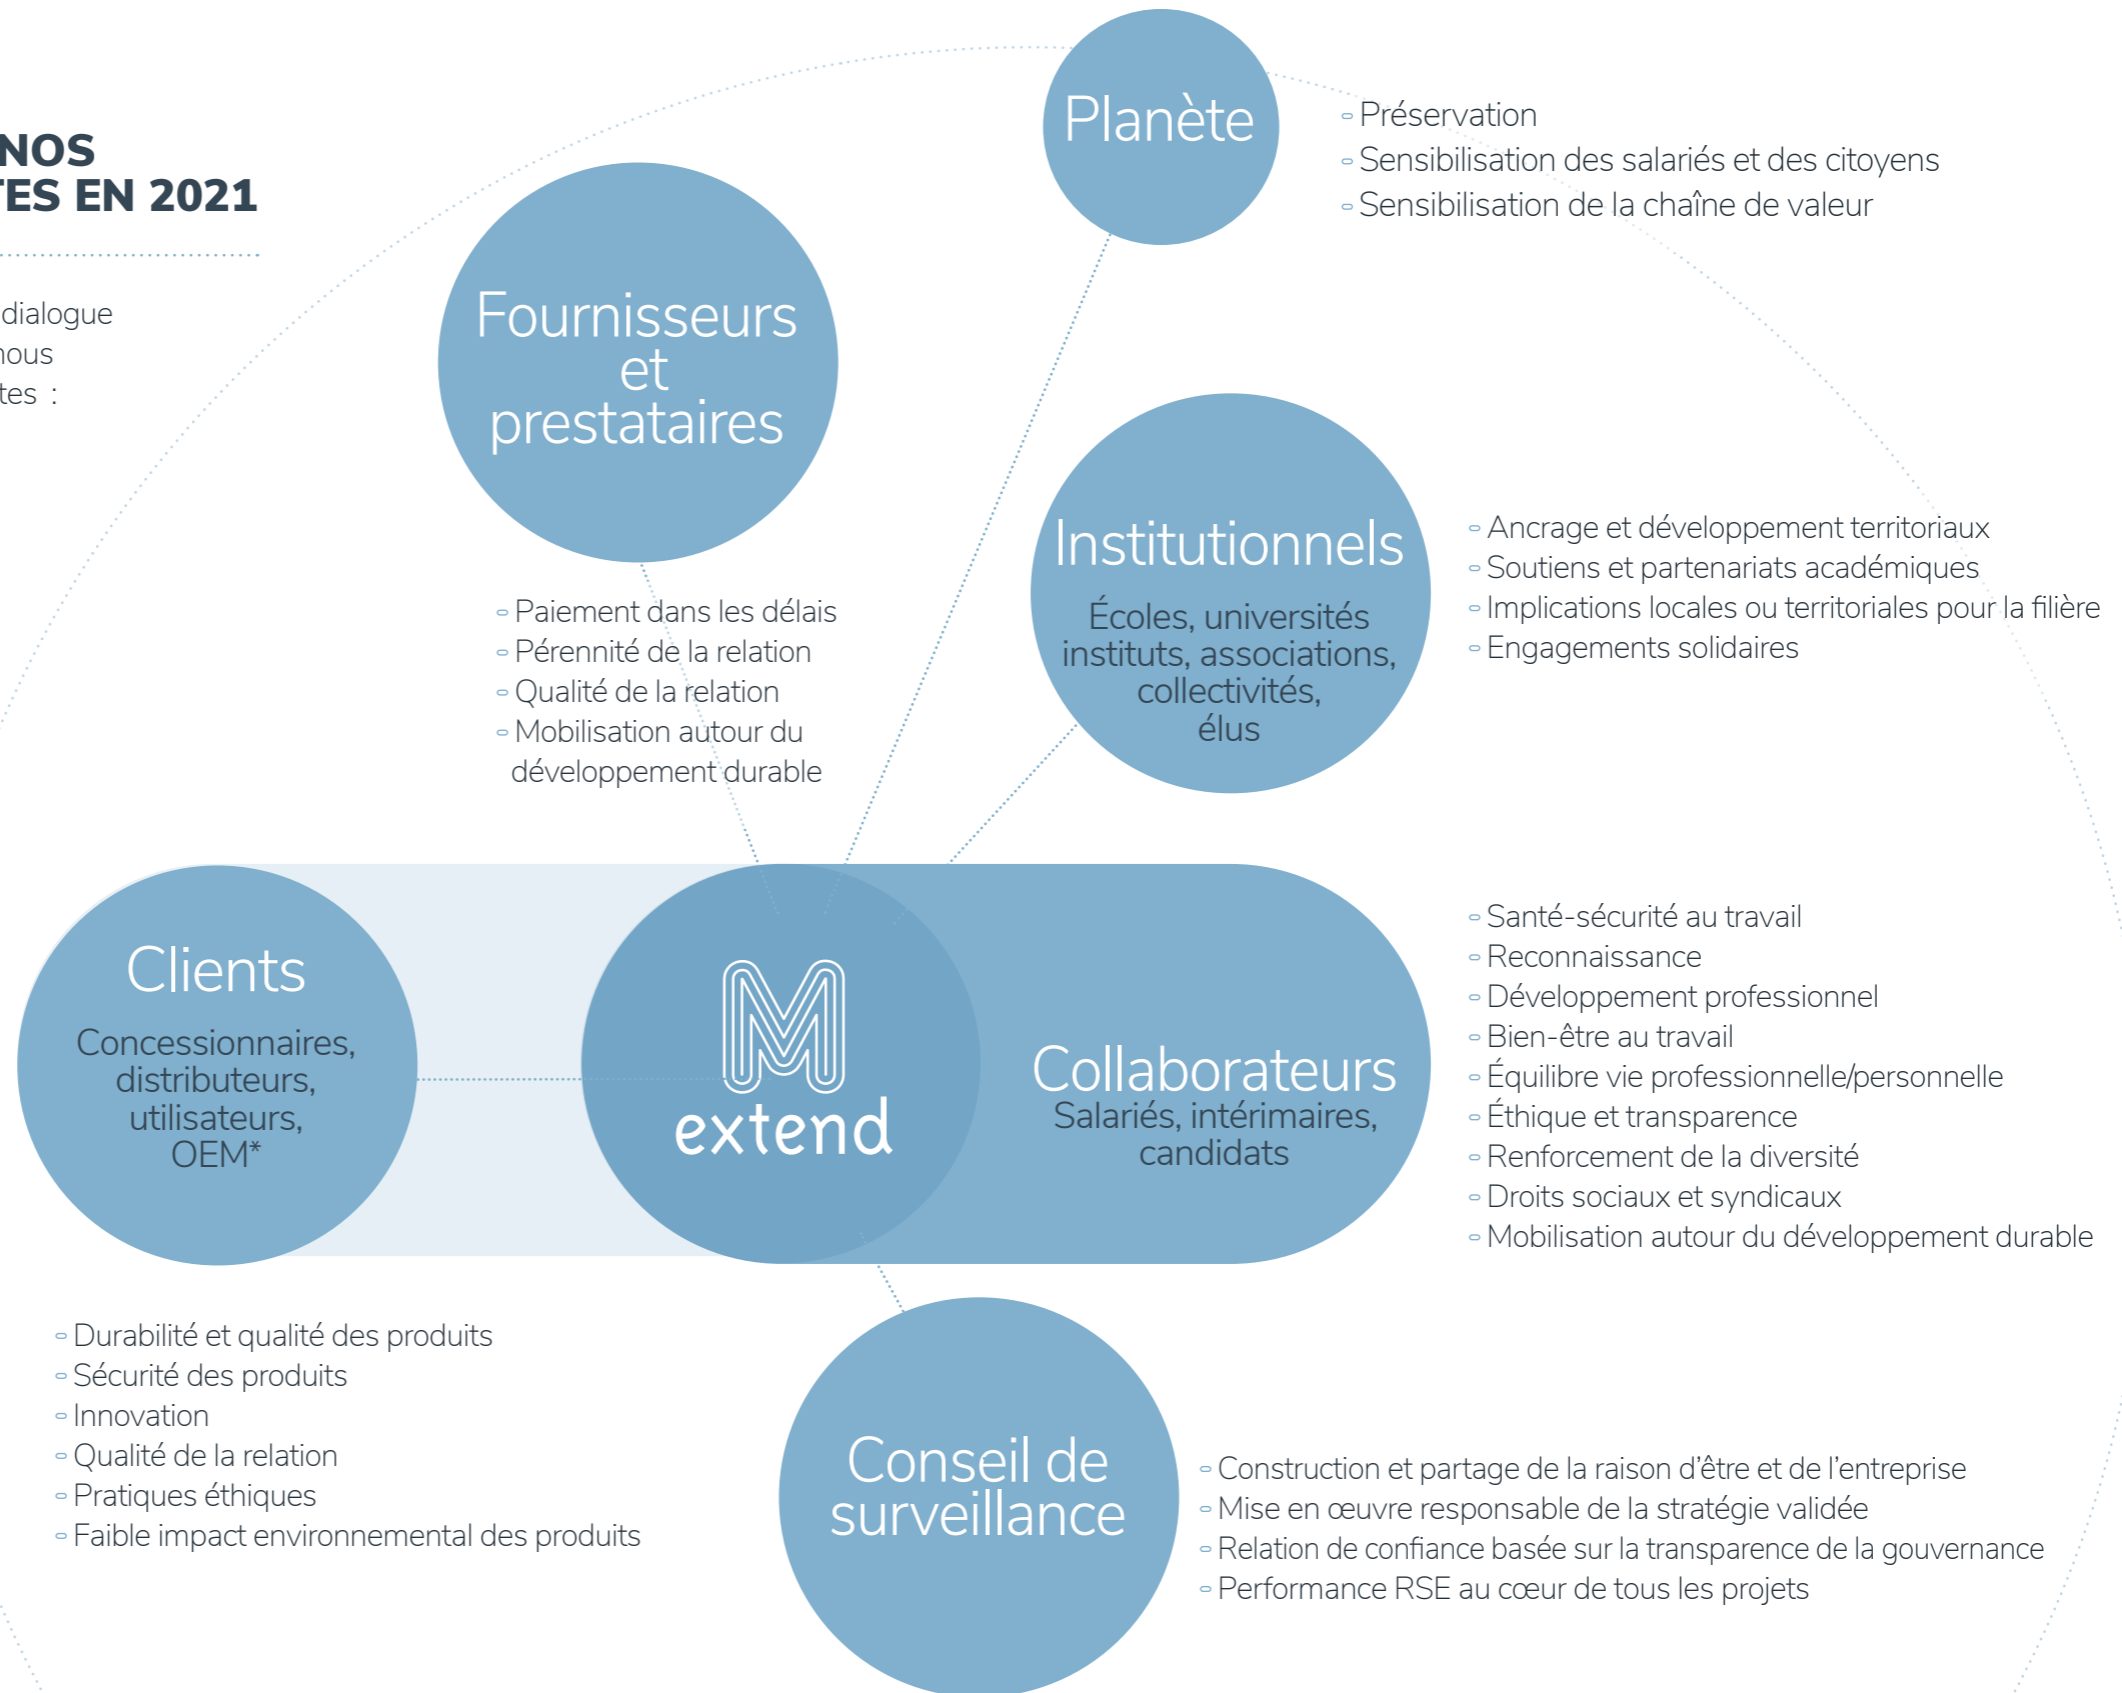 NOS
TES EN 2021
dialogue
nous
tes :
Planète
- Préservation
- Sensibilisation des salariés et des citoyens
- Sensibilisation de la chaîne de valeur
Fournisseurs
et
prestataires
- Paiement dans les délais
- Pérennité de la relation
- Qualité de la relation
- Mobilisation autour du
développement durable
Institutionnels
Écoles, universités
instituts, associations,
collectivités,
élus
- Ancrage et développement territoriaux
- Soutiens et partenariats académiques
- Implications locales ou territoriales pour la filière
- Engagements solidaires
Clients
Concessionnaires,
distributeurs,
utilisateurs,
OEM*
M
extend
Collaborateurs
Salariés, intérimaires,
candidats
- Santé-sécurité au travail
- Reconnaissance
- Développement professionnel
- Bien-être au travail
- Équilibre vie professionnelle/personnelle
- Éthique et transparence
- Renforcement de la diversité
- Droits sociaux et syndicaux
- Mobilisation autour du développement durable
- Durabilité et qualité des produits
- Sécurité des produits
- Innovation
- Qualité de la relation
- Pratiques éthiques
- Faible impact environnemental des produits
Conseil de
surveillance
- Construction et partage de la raison d'être et de l'entreprise
- Mise en œuvre responsable de la stratégie validée
- Relation de confiance basée sur la transparence de la gouvernance
- Performance RSE au cœur de tous les projets